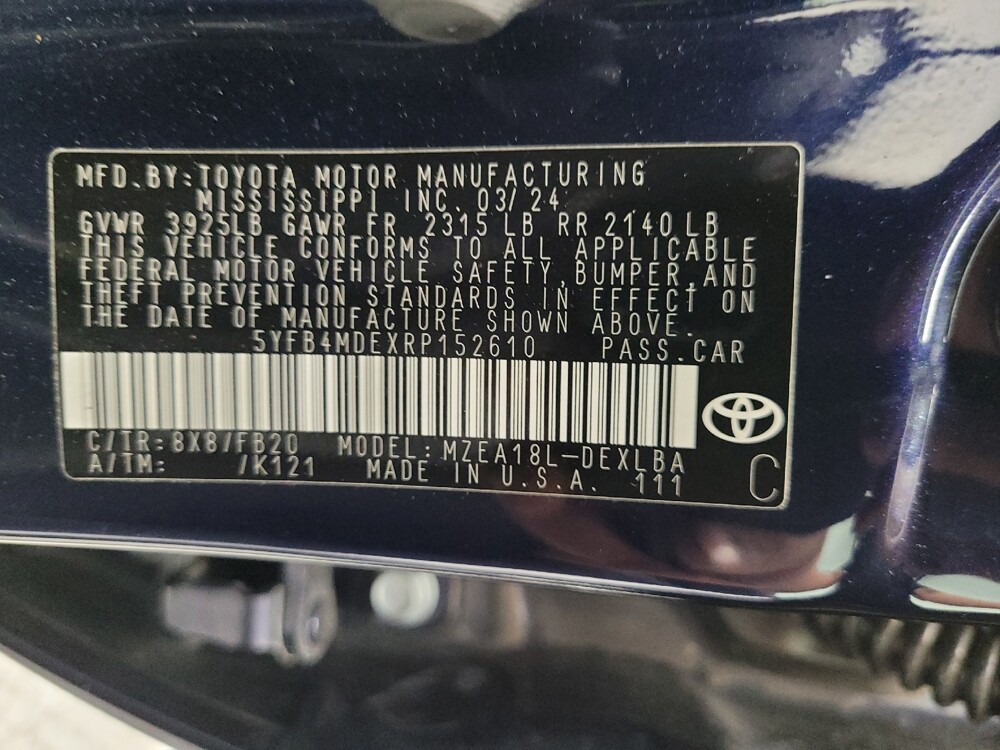 MFD.BY:TOYOTA MOTOR MANUFACTURING
MISSISSIPPI INC. 03/24
GVWR 3925LB GAWR FR 2315LB RR 2140LB
THIS VEHICLE CONFORMS TO ALL APPLICABLE
FEDERAL MOTOR VEHICLE SAFETY,BUMPER,AND
THEFT PREVENTION STANDARDS IN EFFECT ON
THE DATE OF MANUFACTURE SHOWN ABOVE.
5YFB4MDEXRP152610 PASS.CAR
C/TR:8X8/FB20 MODEL:MZEA18L-DEXLBA
A/TM: /K121 MADE IN U.S.A. 111
C